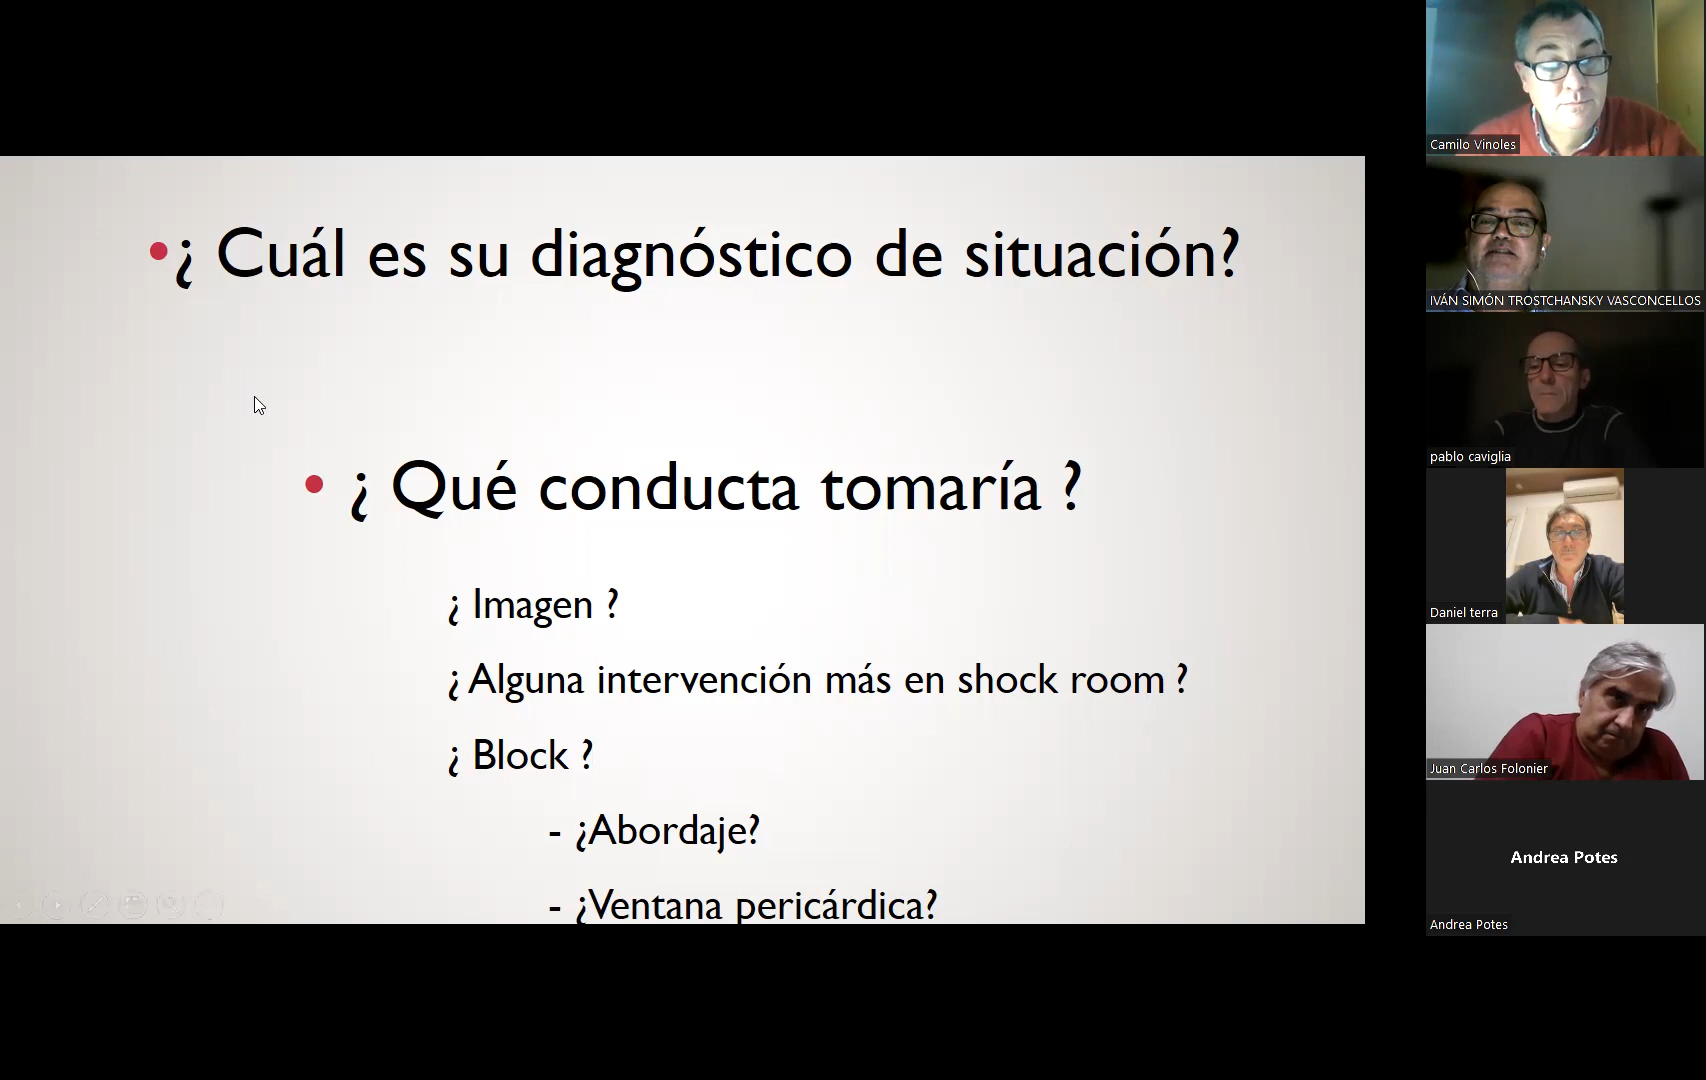 •¿ Cuál es su diagnóstico de situación?
• ¿ Qué conducta tomaría ?
¿ Imagen ?
¿ Alguna intervención más en shock room ?
¿ Block ?
- ¿Abordaje?
- ¿Ventana pericárdica?
Camilo Vinoles
IVÁN SIMÓN TROSTCHANSKY VASCONCELLOS
pablo caviglia
Daniel terra
Juan Carlos Folonier
Andrea Potes
Andrea Potes